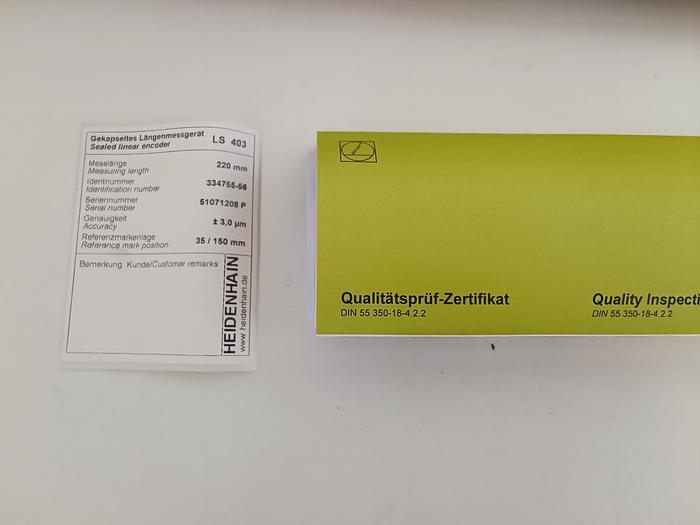 Gekapseltes Längenmessgerät
Sealed linear encoder
LS 403
Messlänge
Measuring length
220 mm
Identnummer
Identification number
334755-56
Seriennummer
Serial number
51071208 P
Genauigkeit
Accuracy
± 3,0 µm
Referenzmarkenlage
Reference mark position
35 / 150 mm
Bemerkung Kunde/Customer remarks
HEIDENHAIN
www.heidenhain.de
Qualitätsprüf-Zertifikat
DIN 55 350-18-4.2.2
Quality Inspecti
DIN 55 350-18-4.2.2